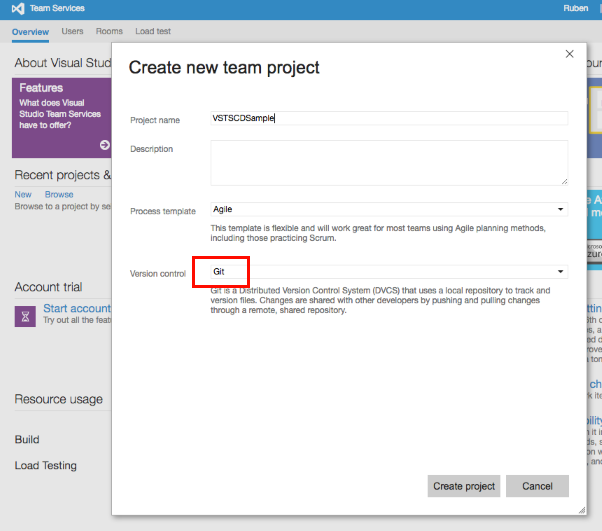 Team Services
Ruben
Overview Users Rooms Load test
About Visual Studi
Features
What does Visual
Studio Team Services
have to offer?
Recent projects &
New Browse
Browse to a project by se
Account trial
Start account
Try out all the feat
Resource usage
Build
Load Testing
Create new team project
Project name VSTSCDSample
Description
Process template Agile
This template is flexible and will work great for most teams using Agile planning methods,
including those practicing Scrum.
Version control Git
Git is a Distributed Version Control System (DVCS) that uses a local repository to track and
version files. Changes are shared with other developers by pushing and pulling changes
through a remote, shared repository.
Create project Cancel